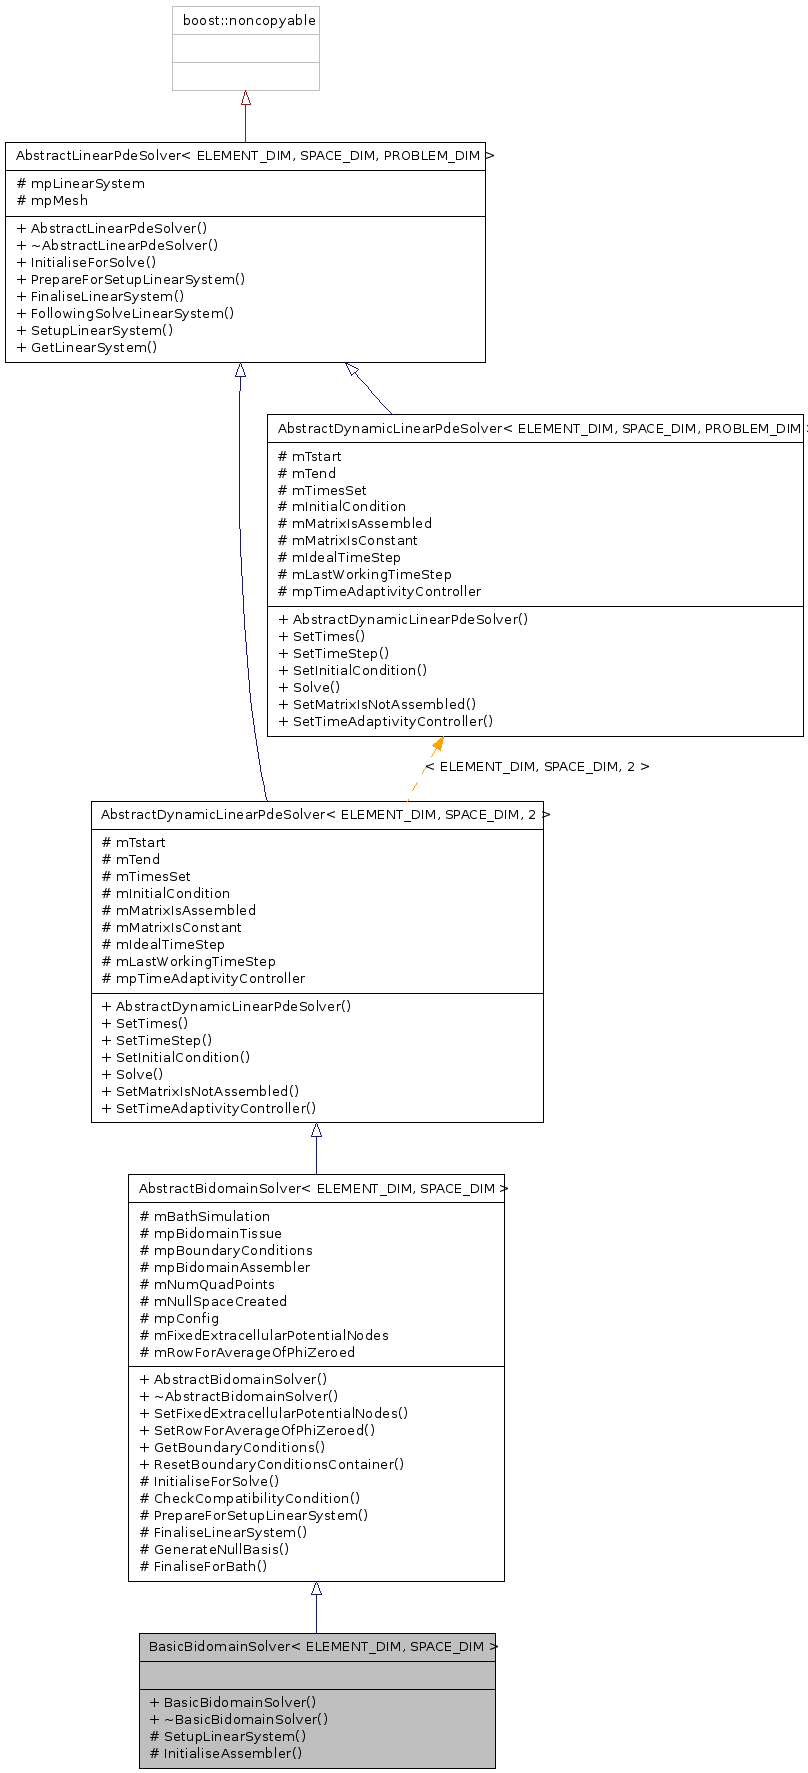 boost::noncopyable
AbstractLinearPdeSolver< ELEMENT_DIM, SPACE_DIM, PROBLEM_DIM >
# mpLinearSystem
# mpMesh
+ AbstractLinearPdeSolver()
+ ~AbstractLinearPdeSolver()
+ InitialiseForSolve()
+ PrepareForSetupLinearSystem()
+ FinaliseLinearSystem()
+ FollowingSolveLinearSystem()
+ SetupLinearSystem()
+ GetLinearSystem()
AbstractDynamicLinearPdeSolver< ELEMENT_DIM, SPACE_DIM, PROBLEM_DIM >
# mTstart
# mTend
# mTimesSet
# mInitialCondition
# mMatrixIsAssembled
# mMatrixIsConstant
# mIdealTimeStep
# mLastWorkingTimeStep
# mpTimeAdaptivityController
+ AbstractDynamicLinearPdeSolver()
+ SetTimes()
+ SetTimeStep()
+ SetInitialCondition()
+ Solve()
+ SetMatrixIsNotAssembled()
+ SetTimeAdaptivityController()
< ELEMENT_DIM, SPACE_DIM, 2 >
AbstractDynamicLinearPdeSolver< ELEMENT_DIM, SPACE_DIM, 2 >
# mTstart
# mTend
# mTimesSet
# mInitialCondition
# mMatrixIsAssembled
# mMatrixIsConstant
# mIdealTimeStep
# mLastWorkingTimeStep
# mpTimeAdaptivityController
+ AbstractDynamicLinearPdeSolver()
+ SetTimes()
+ SetTimeStep()
+ SetInitialCondition()
+ Solve()
+ SetMatrixIsNotAssembled()
+ SetTimeAdaptivityController()
AbstractBidomainSolver< ELEMENT_DIM, SPACE_DIM >
# mBathSimulation
# mpBidomainTissue
# mpBoundaryConditions
# mpBidomainAssembler
# mNumQuadPoints
# mNullSpaceCreated
# mpConfig
# mFixedExtracellularPotentialNodes
# mRowForAverageOfPhiZeroed
+ AbstractBidomainSolver()
+ ~AbstractBidomainSolver()
+ SetFixedExtracellularPotentialNodes()
+ SetRowForAverageOfPhiZeroed()
+ GetBoundaryConditions()
+ ResetBoundaryConditionsContainer()
# InitialiseForSolve()
# CheckCompatibilityCondition()
# PrepareForSetupLinearSystem()
# FinaliseLinearSystem()
# GenerateNullBasis()
# FinaliseForBath()
BasicBidomainSolver< ELEMENT_DIM, SPACE_DIM >
+ BasicBidomainSolver()
+ ~BasicBidomainSolver()
# SetupLinearSystem()
# InitialiseAssembler()